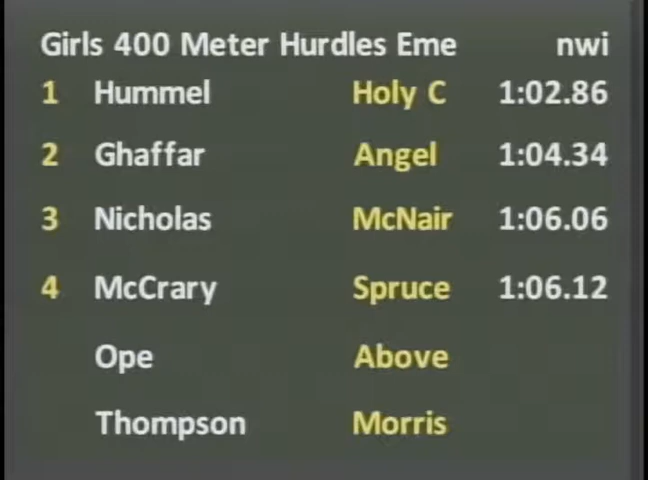 Girls 400 Meter Hurdles Eme nwi
1 Hummel Holy C 1:02.86
2 Ghaffar Angel 1:04.34
3 Nicholas McNair 1:06.06
4 McCrary Spruce 1:06.12
Ope Above
Thompson Morris